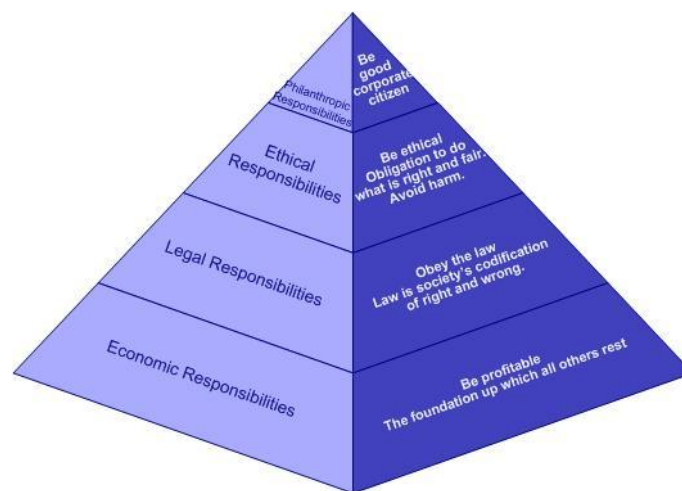 Philanthropic
Responsibilities
Be
good
corporate
citizen
Ethical
Responsibilities
Be ethical
Obligation to do
what is right and fair.
Avoid harm.
Legal Responsibilities
Obey the law
Law is society's codification
of right and wrong.
Economic Responsibilities
Be profitable
The foundation up which all others rest